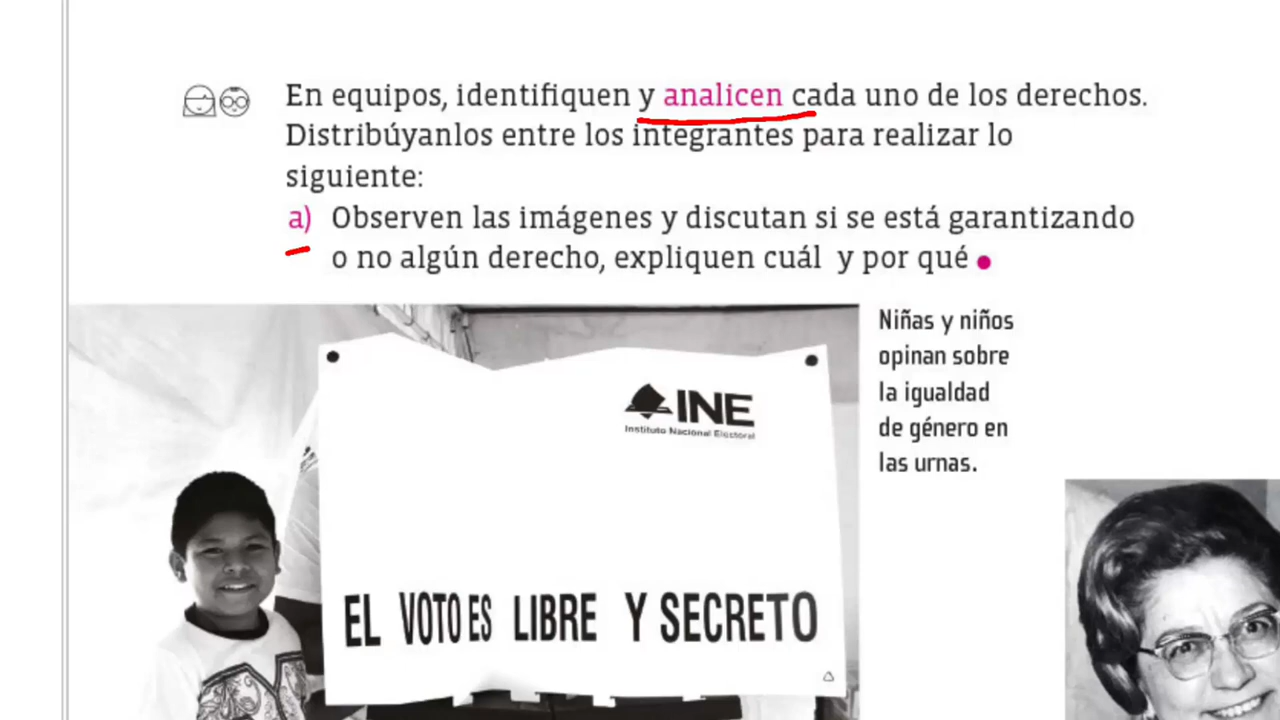 En equipos, identifiquen y analicen cada uno de los derechos.
Distribúyanlos entre los integrantes para realizar lo
siguiente:
a) Observen las imágenes y discutan si se está garantizando
o no algún derecho, expliquen cuál y por qué
Niñas y niños
opinan sobre
la igualdad
de género en
las urnas.
INE
Instituto Nacional Electoral
EL VOTO ES LIBRE Y SECRETO